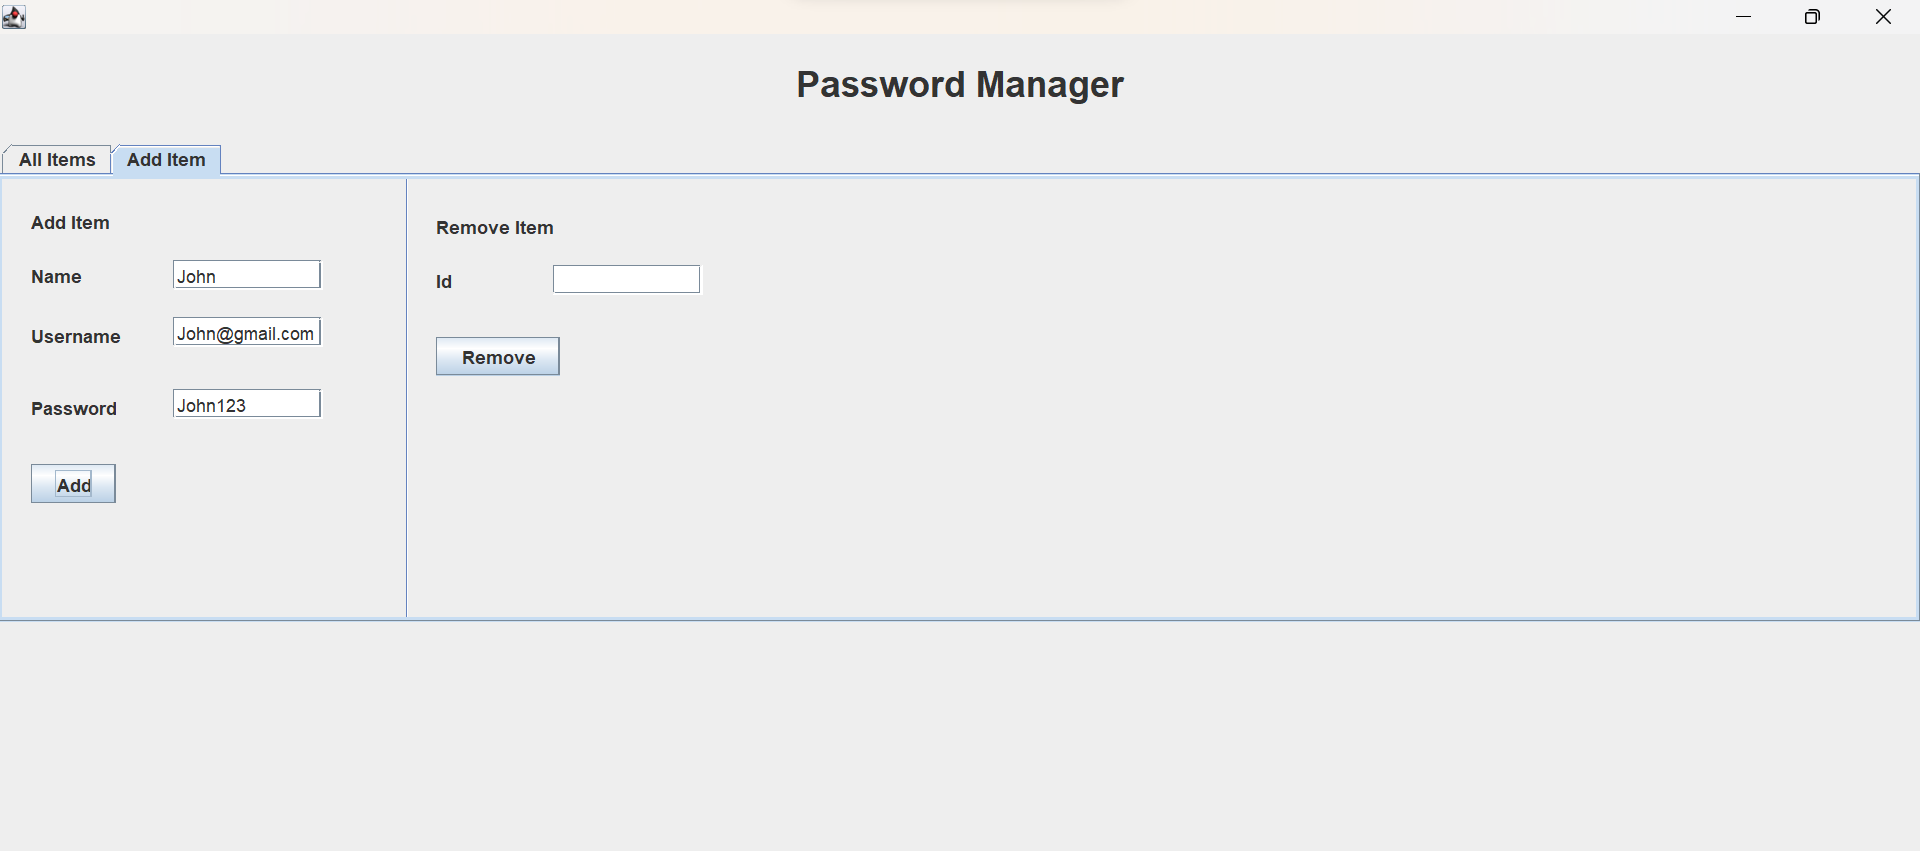 Password Manager
All Items
Add Item
Add Item
Name
John
Username
John@gmail.com
Password
John123
Add
Remove Item
Id
Remove